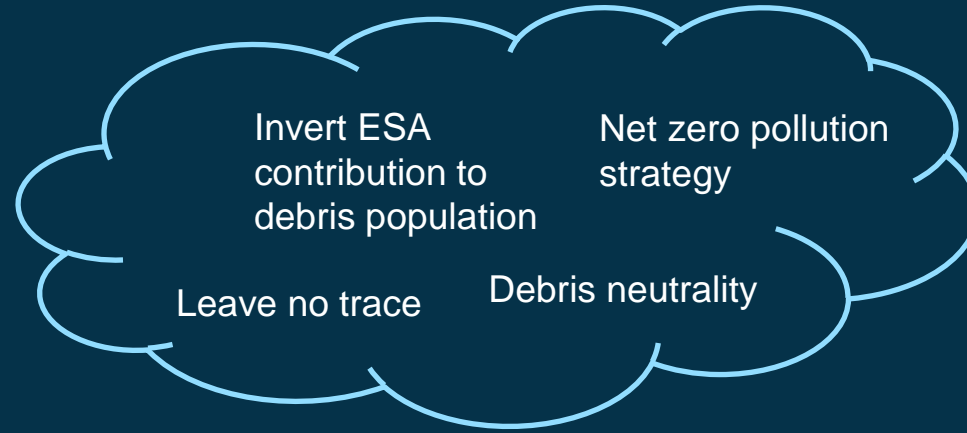 Invert ESA
contribution to
debris population
Net zero pollution
strategy
Leave no trace
Debris neutrality